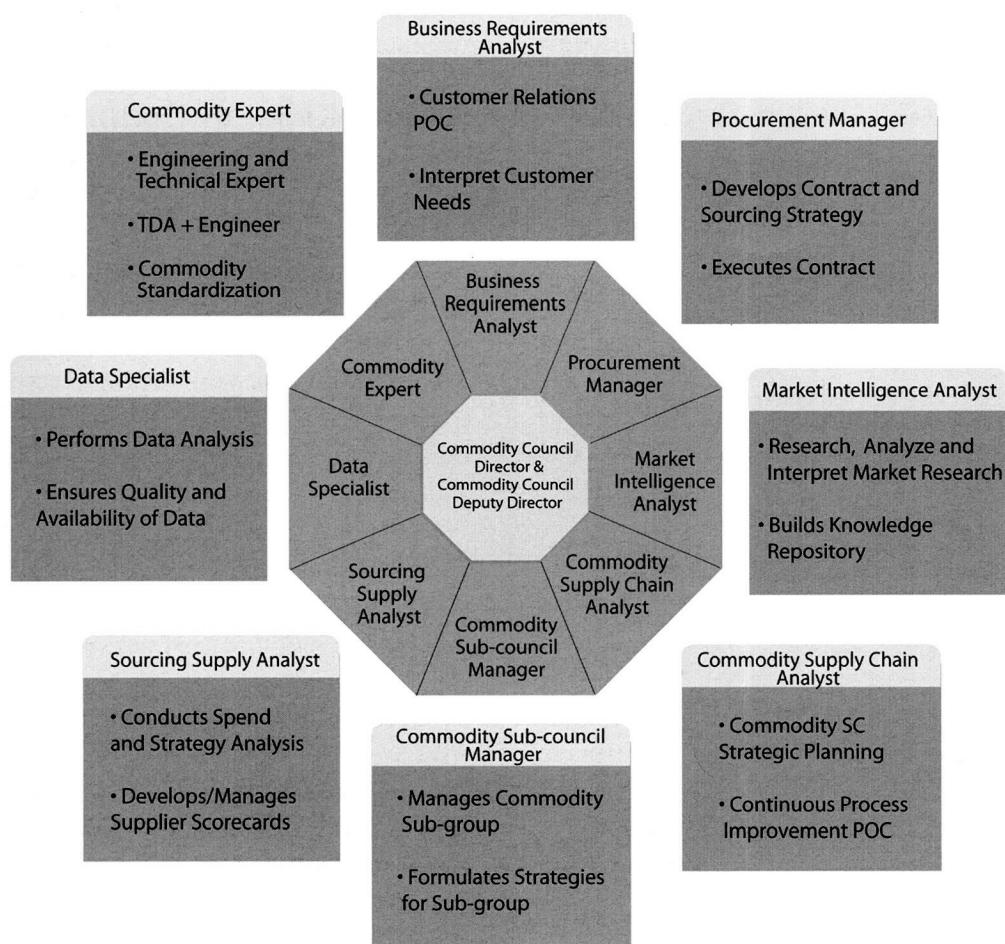 Business Requirements
Analyst
• Customer Relations
POC
• Interpret Customer
Needs
Commodity Expert
• Engineering and
Technical Expert
• TDA + Engineer
• Commodity
Standardization
Procurement Manager
• Develops Contract and
Sourcing Strategy
• Executes Contract
Business
Requirements
Analyst
Commodity
Expert
Procurement
Manager
Data Specialist
• Performs Data Analysis
• Ensures Quality and
Availability of Data
Data
Specialist
Commodity Council
Director &
Commodity Council
Deputy Director
Market
Intelligence
Analyst
Market Intelligence Analyst
• Research, Analyze and
Interpret Market Research
• Builds Knowledge
Repository
Sourcing
Supply
Analyst
Commodity
Sub-council
Manager
Commodity
Supply Chain
Analyst
Sourcing Supply Analyst
• Conducts Spend
and Strategy Analysis
• Develops/Manages
Supplier Scorecards
Commodity Sub-council
Manager
• Manages Commodity
Sub-group
• Formulates Strategies
for Sub-group
Commodity Supply Chain
Analyst
• Commodity SC
Strategic Planning
• Continuous Process
Improvement POC